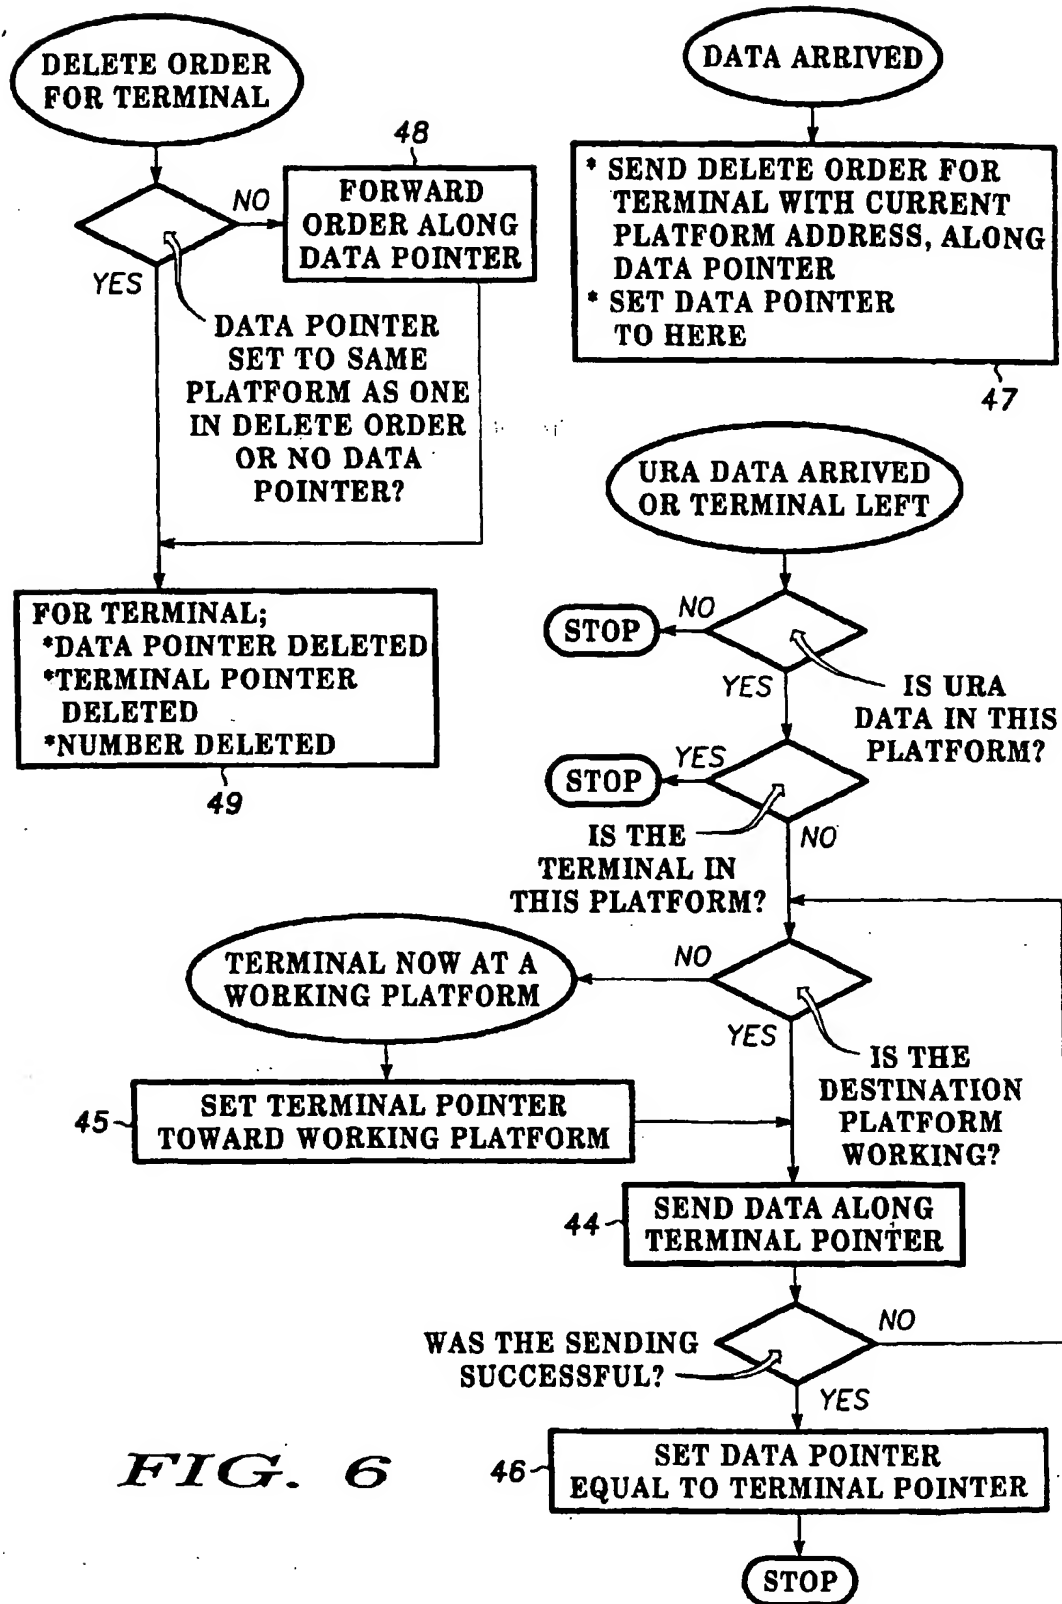 DELETE ORDER
FOR TERMINAL
NO
YES
48
FORWARD
ORDER ALONG
DATA POINTER
DATA POINTER
SET TO SAME
PLATFORM AS ONE
IN DELETE ORDER
OR NO DATA
POINTER?
FOR TERMINAL;
*DATA POINTER DELETED
*TERMINAL POINTER
DELETED
*NUMBER DELETED
49
DATA ARRIVED
* SEND DELETE ORDER FOR
TERMINAL WITH CURRENT
PLATFORM ADDRESS, ALONG
DATA POINTER
* SET DATA POINTER
TO HERE
47
URA DATA ARRIVED
OR TERMINAL LEFT
STOP
NO
YES
IS URA
DATA IN THIS
PLATFORM?
STOP
YES
NO
IS THE
TERMINAL IN
THIS PLATFORM?
TERMINAL NOW AT A
WORKING PLATFORM
NO
YES
IS THE
DESTINATION
PLATFORM
WORKING?
45
SET TERMINAL POINTER
TOWARD WORKING PLATFORM
44
SEND DATA ALONG
TERMINAL POINTER
WAS THE SENDING
SUCCESSFUL?
NO
YES
46
SET DATA POINTER
EQUAL TO TERMINAL POINTER
STOP
FIG. 6